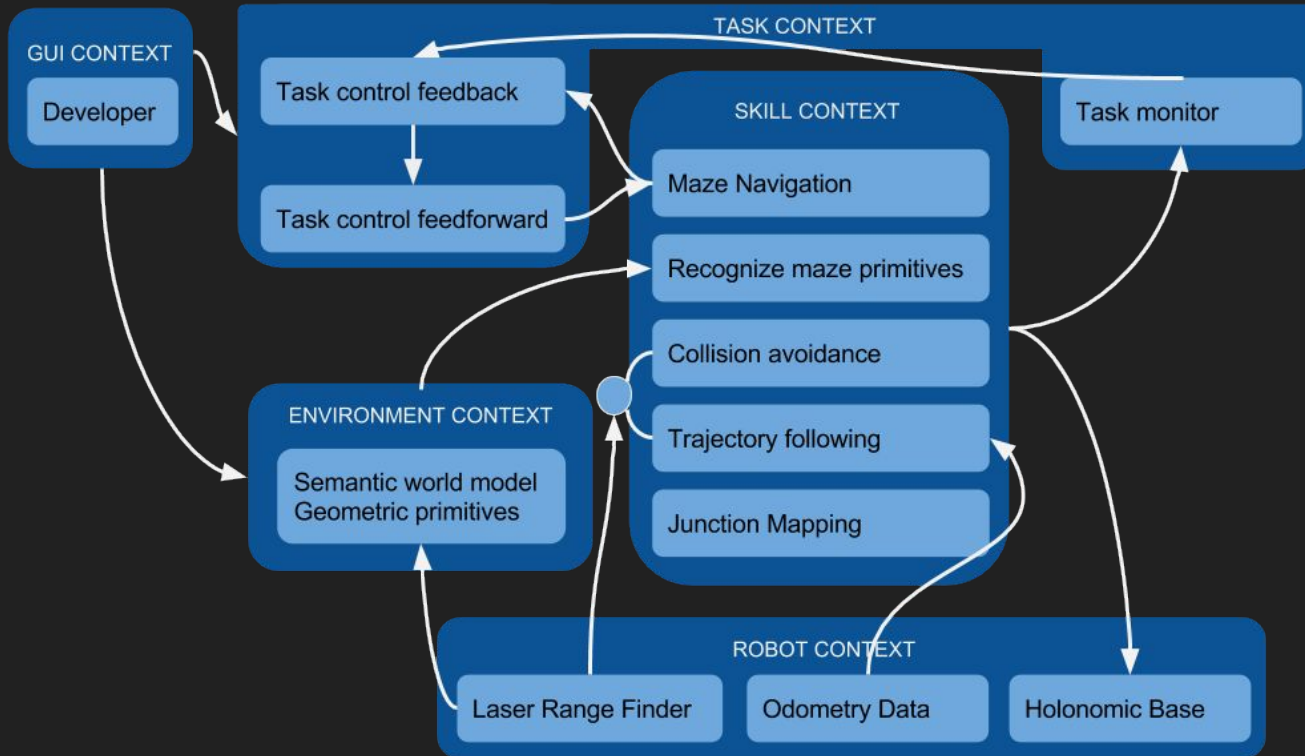 TASK CONTEXT
GUI CONTEXT
Developer
Task control feedback
Task control feedforward
Task monitor
SKILL CONTEXT
Maze Navigation
Recognize maze primitives
Collision avoidance
Trajectory following
Junction Mapping
ENVIRONMENT CONTEXT
Semantic world model
Geometric primitives
ROBOT CONTEXT
Laser Range Finder
Odometry Data
Holonomic Base